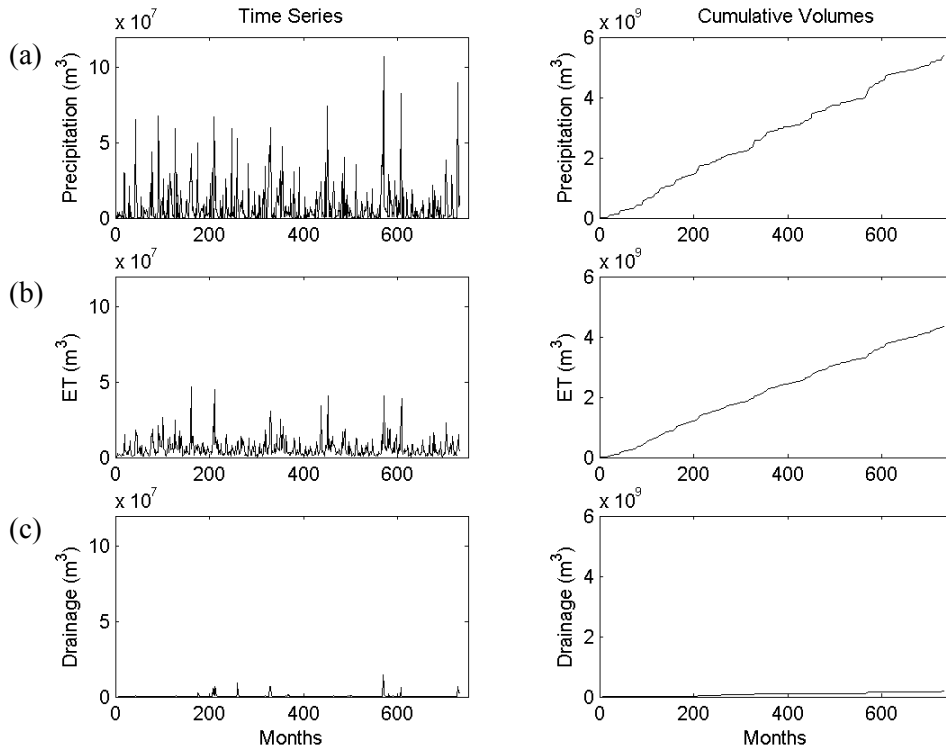 Time Series
Cumulative Volumes
(a)
x 10^7
Precipitation (m^3)
10
5
0
0 200 400 600
x 10^9
Precipitation (m^3)
6
4
2
0
0 200 400 600
(b)
x 10^7
ET (m^3)
10
5
0
0 200 400 600
x 10^9
ET (m^3)
6
4
2
0
0 200 400 600
(c)
x 10^7
Drainage (m^3)
10
5
0
0 200 400 600
Months
x 10^9
Drainage (m^3)
6
4
2
0
0 200 400 600
Months